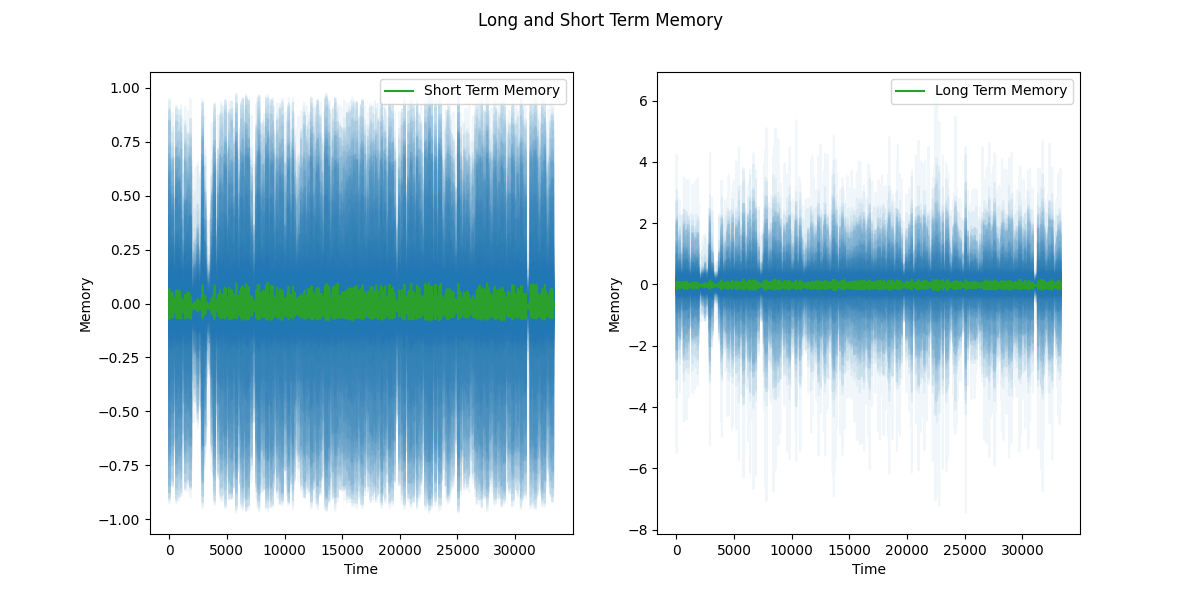 Long and Short Term Memory
Short Term Memory
1.00
0.75
0.50
0.25
0.00
−0.25
−0.50
−0.75
−1.00
Memory
0 5000 10000 15000 20000 25000 30000
Time
Long Term Memory
6
4
2
0
−2
−4
−6
−8
Memory
0 5000 10000 15000 20000 25000 30000
Time